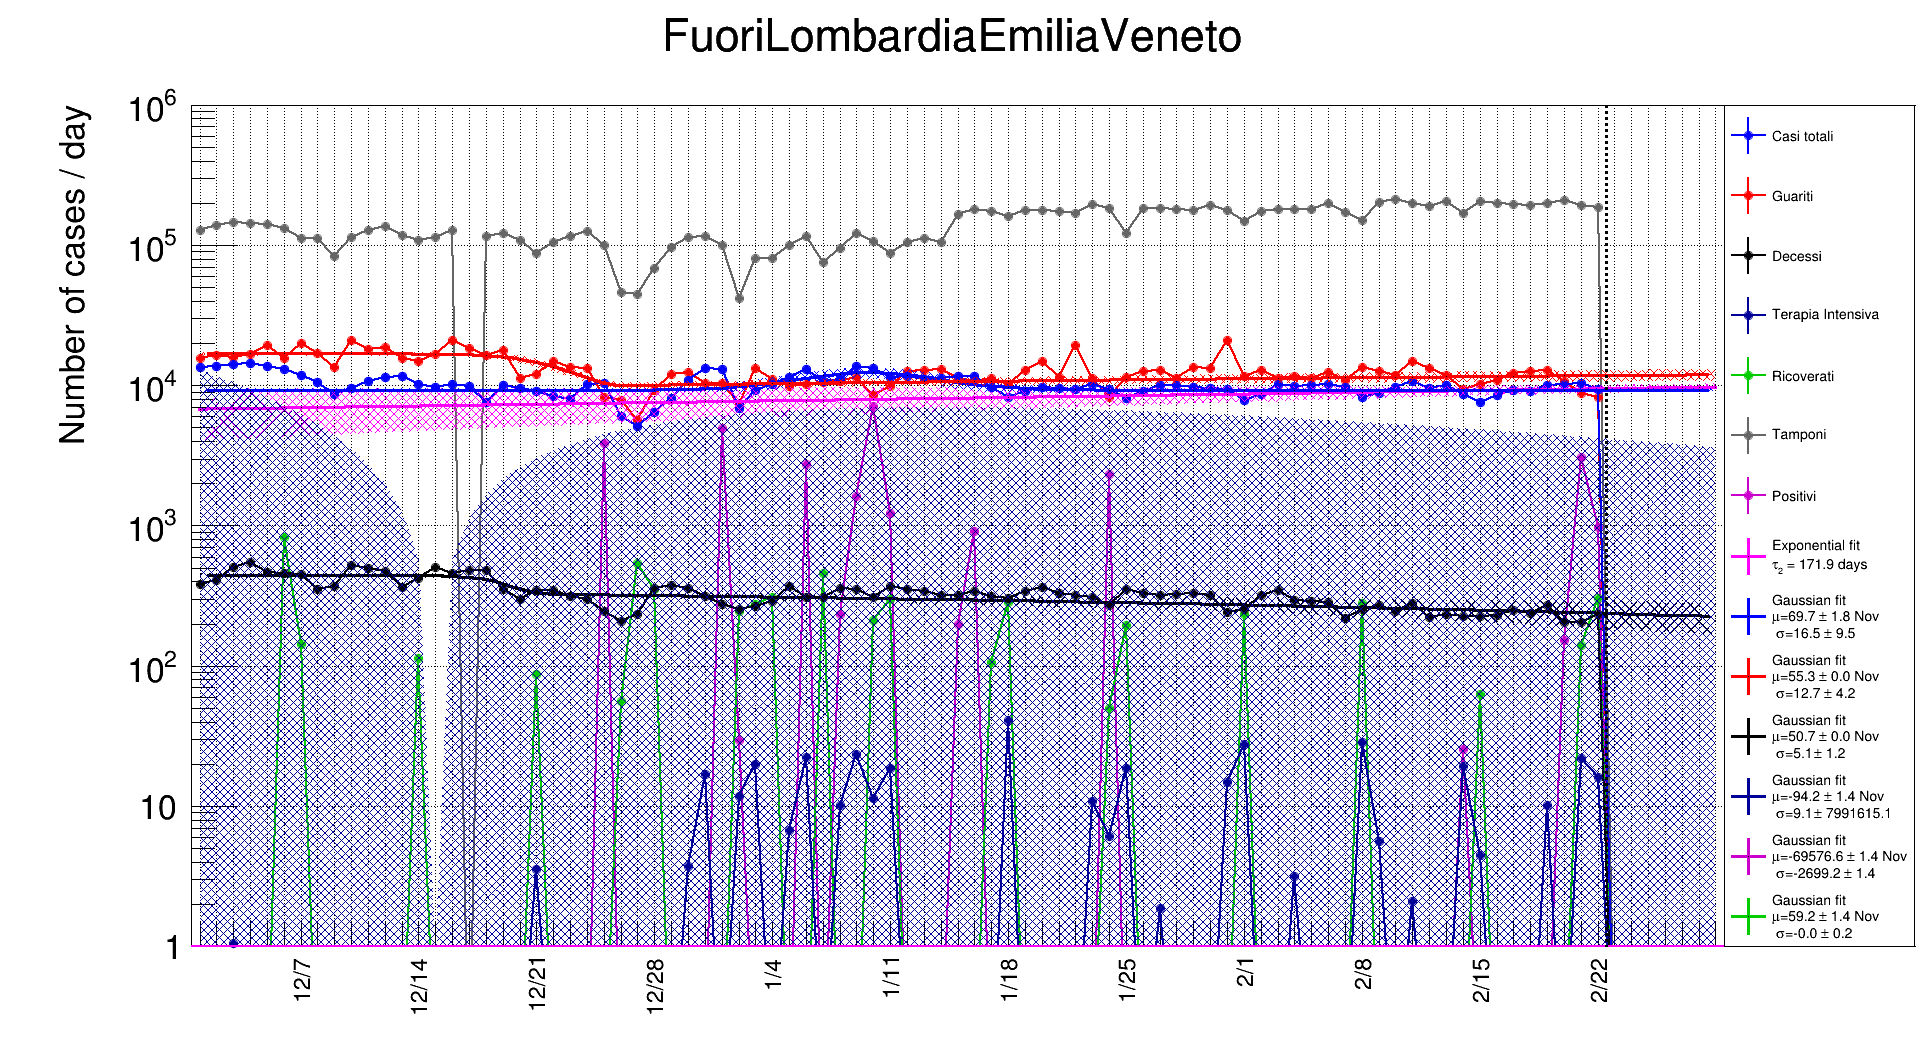 FuoriLombardiaEmiliaVeneto
Number of cases / day
10^6
10^5
10^4
10^3
10^2
10
1
12/7
12/14
12/21
12/28
1/4
1/11
1/18
1/25
2/1
2/8
2/15
2/22
Casi totali
Guariti
Decessi
Terapia Intensiva
Ricoverati
Tamponi
Positivi
Exponential fit
τ₂ = 171.9 days
Gaussian fit
μ=69.7 ± 1.8 Nov
σ=16.5 ± 9.5
Gaussian fit
μ=55.3 ± 0.0 Nov
σ=12.7 ± 4.2
Gaussian fit
μ=50.7 ± 0.0 Nov
σ=5.1 ± 1.2
Gaussian fit
μ=-94.2 ± 1.4 Nov
σ=9.1 ± 7991615.1
Gaussian fit
μ=-69576.6 ± 1.4 Nov
σ=-2699.2 ± 1.4
Gaussian fit
μ=59.2 ± 1.4 Nov
σ=-0.0 ± 0.2